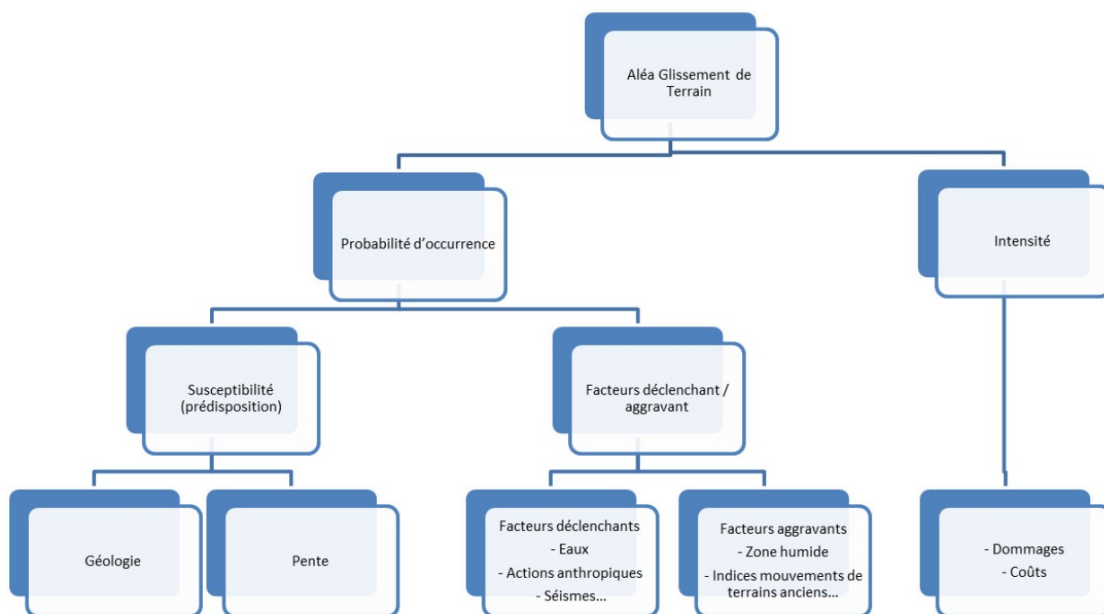 Aléa Glissement de
Terrain
Probabilité d'occurrence
Intensité
Susceptibilité
(prédisposition)
Facteurs déclenchant /
aggravant
Géologie
Pente
Facteurs déclenchants
- Eaux
- Actions anthropiques
- Séismes...
Facteurs aggravants
- Zone humide
- Indices mouvements de
terrains anciens...
- Dommages
- Coûts